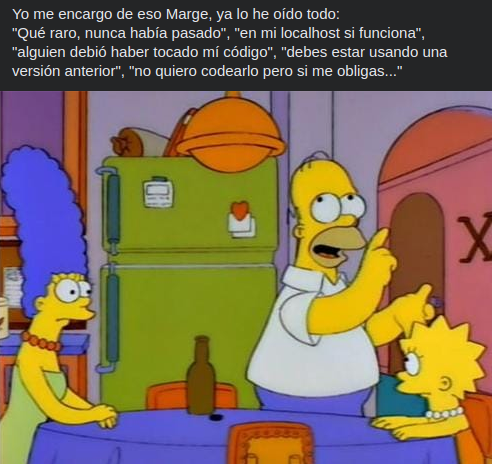 Yo me encargo de eso Marge, ya lo he oído todo:
"Qué raro, nunca había pasado", "en mi localhost si funciona",
"alguien debió haber tocado mí código", "debes estar usando una
versión anterior", "no quiero codearlo pero si me obligas..."
X